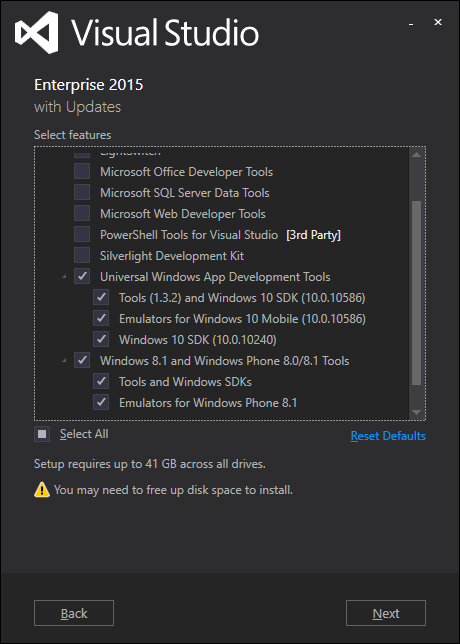 Visual Studio
Enterprise 2015
with Updates
Select features
LightSwitch
Microsoft Office Developer Tools
Microsoft SQL Server Data Tools
Microsoft Web Developer Tools
PowerShell Tools for Visual Studio [3rd Party]
Silverlight Development Kit
Universal Windows App Development Tools
Tools (1.3.2) and Windows 10 SDK (10.0.10586)
Emulators for Windows 10 Mobile (10.0.10586)
Windows 10 SDK (10.0.10240)
Windows 8.1 and Windows Phone 8.0/8.1 Tools
Tools and Windows SDKs
Emulators for Windows Phone 8.1
Select All
Reset Defaults
Setup requires up to 41 GB across all drives.
You may need to free up disk space to install.
Back
Next